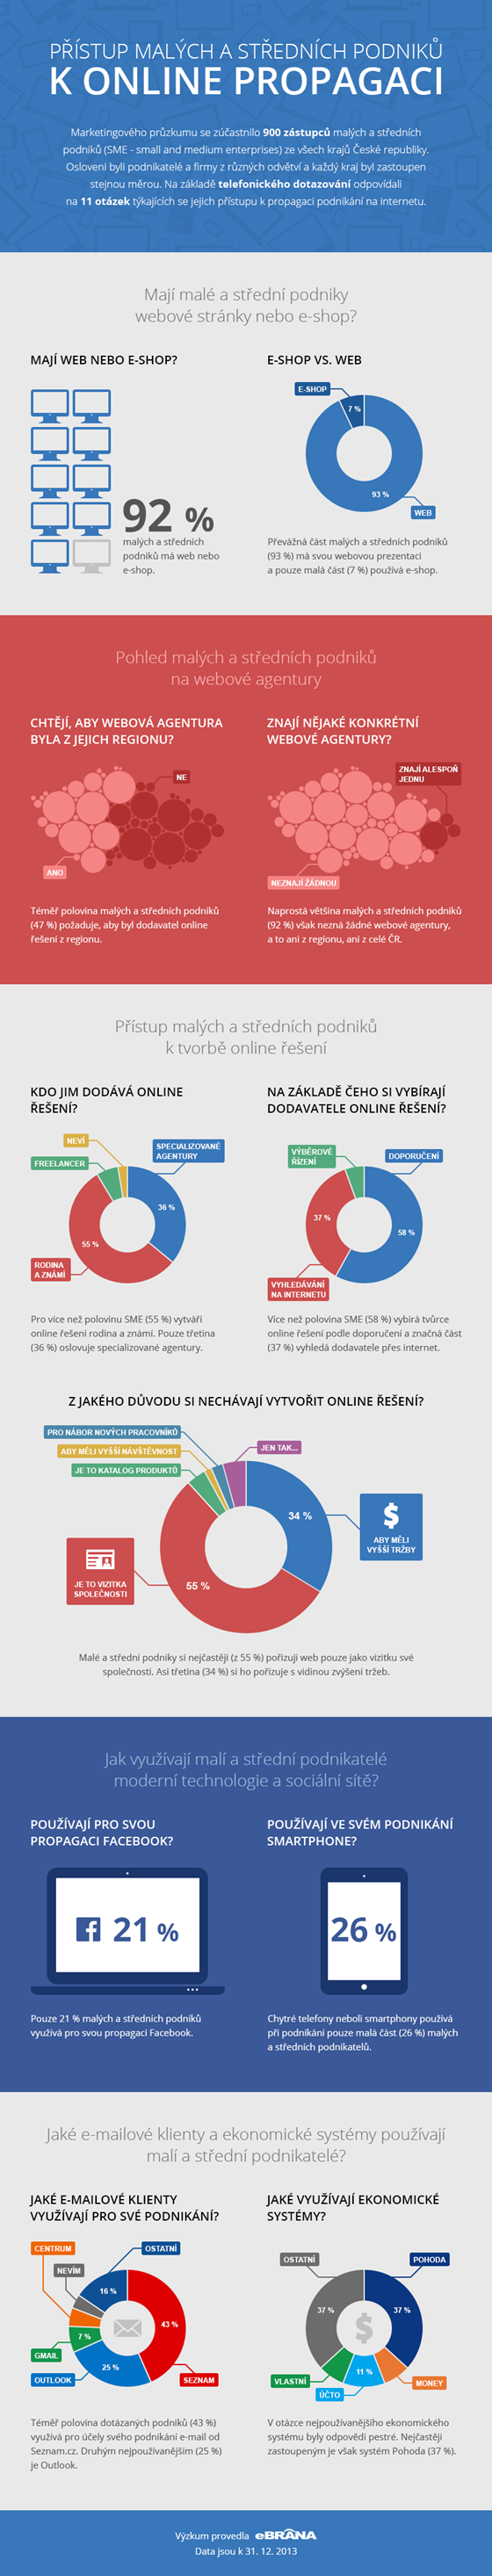 PŘÍSTUP MALÝCH A STŘEDNÍCH PODNIKŮ
K ONLINE PROPAGACI
Marketingového průzkumu se zúčastnilo 900 zástupců malých a středních
podniků (SME - small and medium enterprises) ze všech krajů České republiky.
Osloveni byli podnikatelé a firmy z různých odvětví a každý kraj byl zastoupen
stejnou měrou. Na základě telefonického dotazování odpovídali
na 11 otázek týkajících se jejich přístupu k propagaci podnikání na internetu.
Mají malé a střední podniky
webové stránky nebo e-shop?
MAJÍ WEB NEBO E-SHOP?
92 %
malých a středních
podniků má web nebo
e-shop.
E-SHOP VS. WEB
E-SHOP
7 %
93 %
WEB
Převážná část malých a středních podniků
(93 %) má svou webovou prezentaci
a pouze malá část (7 %) používá e-shop.
Pohled malých a středních podniků
na webové agentury
CHTĚJÍ, ABY WEBOVÁ AGENTURA
BYLA Z JEJICH REGIONU?
NE
ANO
Téměř polovina malých a středních podniků
(47 %) požaduje, aby byl dodavatel online
řešení z regionu.
ZNAJÍ NĚJAKÉ KONKRÉTNÍ
WEBOVÉ AGENTURY?
ZNAJÍ ALESPOŇ
JEDNU
NEZNAJÍ ŽÁDNOU
Naprostá většina malých a středních podniků
(92 %) však nezná žádné webové agentury,
a to ani z regionu, ani z celé ČR.
Přístup malých a středních podniků
k tvorbě online řešení
KDO JIM DODÁVÁ ONLINE
ŘEŠENÍ?
NEVÍ
FREELANCER
SPECIALIZOVANÉ
AGENTURY
36 %
55 %
RODINA
A ZNÁMÍ
Pro více než polovinu SME (55 %) vytváří
online řešení rodina a známí. Pouze třetina
(36 %) oslovuje specializované agentury.
NA ZÁKLADĚ ČEHO SI VYBÍRAJÍ
DODAVATELE ONLINE ŘEŠENÍ?
VÝBĚROVÉ
ŘÍZENÍ
DOPORUČENÍ
37 %
58 %
VYHLEDÁVÁNÍ
NA INTERNETU
Více než polovina SME (58 %) vybírá tvůrce
online řešení podle doporučení a značná část
(37 %) vyhledá dodavatele přes internet.
Z JAKÉHO DŮVODU SI NECHÁVAJÍ VYTVOŘIT ONLINE ŘEŠENÍ?
PRO NÁBOR NOVÝCH PRACOVNÍKŮ
ABY MĚLI VYŠŠÍ NÁVŠTĚVNOST
JE TO KATALOG PRODUKTŮ
JEN TAK...
34 %
$
ABY MĚLI
VYŠŠÍ TRŽBY
JE TO VIZITKA
SPOLEČNOSTI
55 %
Malé a střední podniky si nejčastěji (z 55 %) pořizují web pouze jako vizitku své
společnosti. Asi třetina (34 %) si ho pořizuje s vidinou zvýšení tržeb.
Jak využívají malí a střední podnikatelé
moderní technologie a sociální sítě?
POUŽÍVAJÍ PRO SVOU
PROPAGACI FACEBOOK?
f 21 %
Pouze 21 % malých a středních podniků
využívá pro svou propagaci Facebook.
POUŽÍVAJÍ VE SVÉM PODNIKÁNÍ
SMARTPHONE?
26 %
Chytré telefony neboli smartphony používá
při podnikání pouze malá část (26 %) malých
a středních podnikatelů.
Jaké e-mailové klienty a ekonomické systémy používají
malí a střední podnikatelé?
JAKÉ E-MAILOVÉ KLIENTY
VYUŽÍVAJÍ PRO SVÉ PODNIKÁNÍ?
CENTRUM
OSTATNÍ
NEVÍM
16 %
43 %
7 %
25 %
GMAIL
OUTLOOK
SEZNAM
Téměř polovina dotázaných podniků (43 %)
využívá pro účely svého podnikání e-mail od
Seznam.cz. Druhým nejpoužívanějším (25 %)
je Outlook.
JAKÉ VYUŽÍVAJÍ EKONOMICKÉ
SYSTÉMY?
OSTATNÍ
POHODA
37 %
37 %
$
11 %
VLASTNÍ
MONEY
ÚČTO
V otázce nejpoužívanějšího ekonomického
systému byly odpovědi pestré. Nejčastěji
zastoupeným je však systém Pohoda (37 %).
Výzkum provedla eBRÁNA
Data jsou k 31. 12. 2013